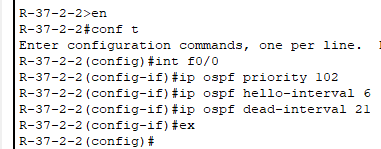 R-37-2-2>en
R-37-2-2#conf t
Enter configuration commands, one per line.
R-37-2-2(config)#int f0/0
R-37-2-2(config-if)#ip ospf priority 102
R-37-2-2(config-if)#ip ospf hello-interval 6
R-37-2-2(config-if)#ip ospf dead-interval 21
R-37-2-2(config-if)#ex
R-37-2-2(config)#